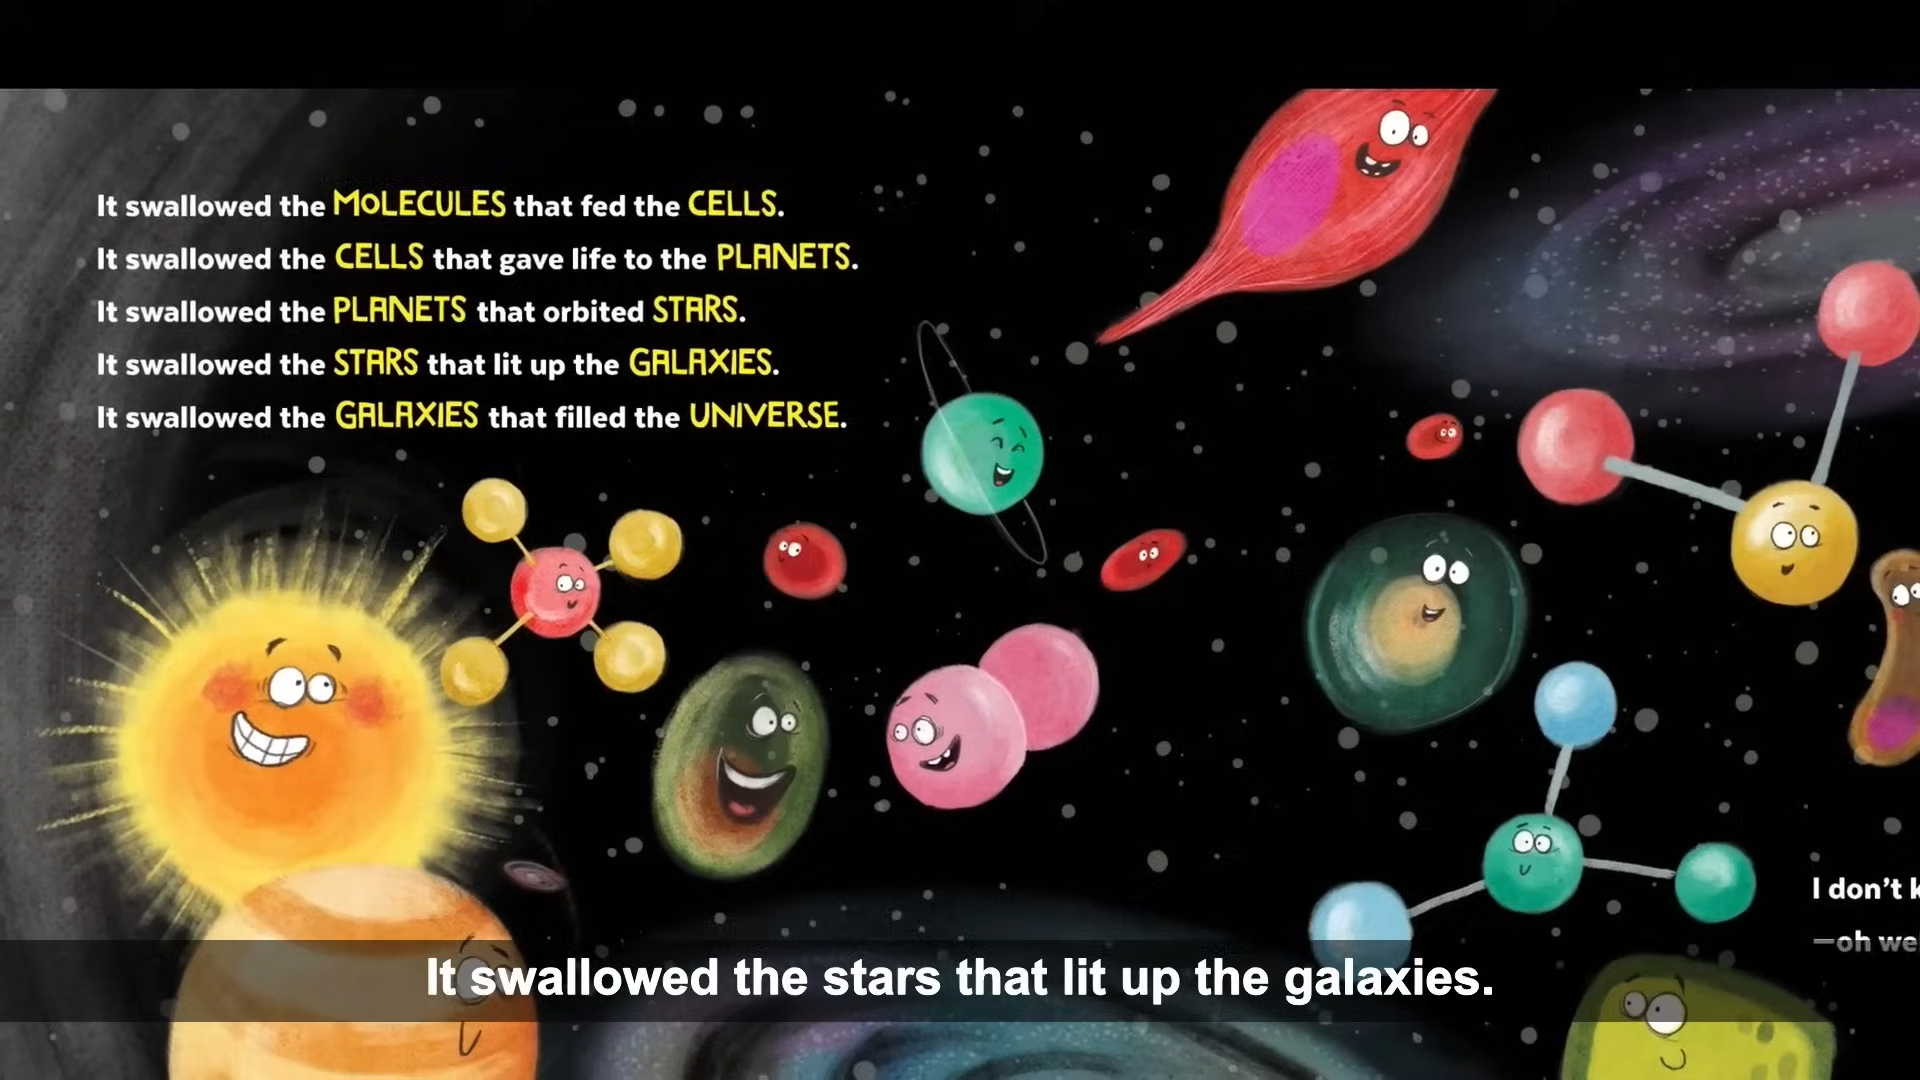 It swallowed the MOLECULES that fed the CELLS.
It swallowed the CELLS that gave life to the PLANETS.
It swallowed the PLANETS that orbited STARS.
It swallowed the STARS that lit up the GALAXIES.
It swallowed the GALAXIES that filled the UNIVERSE.
I don't
—oh
It swallowed the stars that lit up the galaxies.